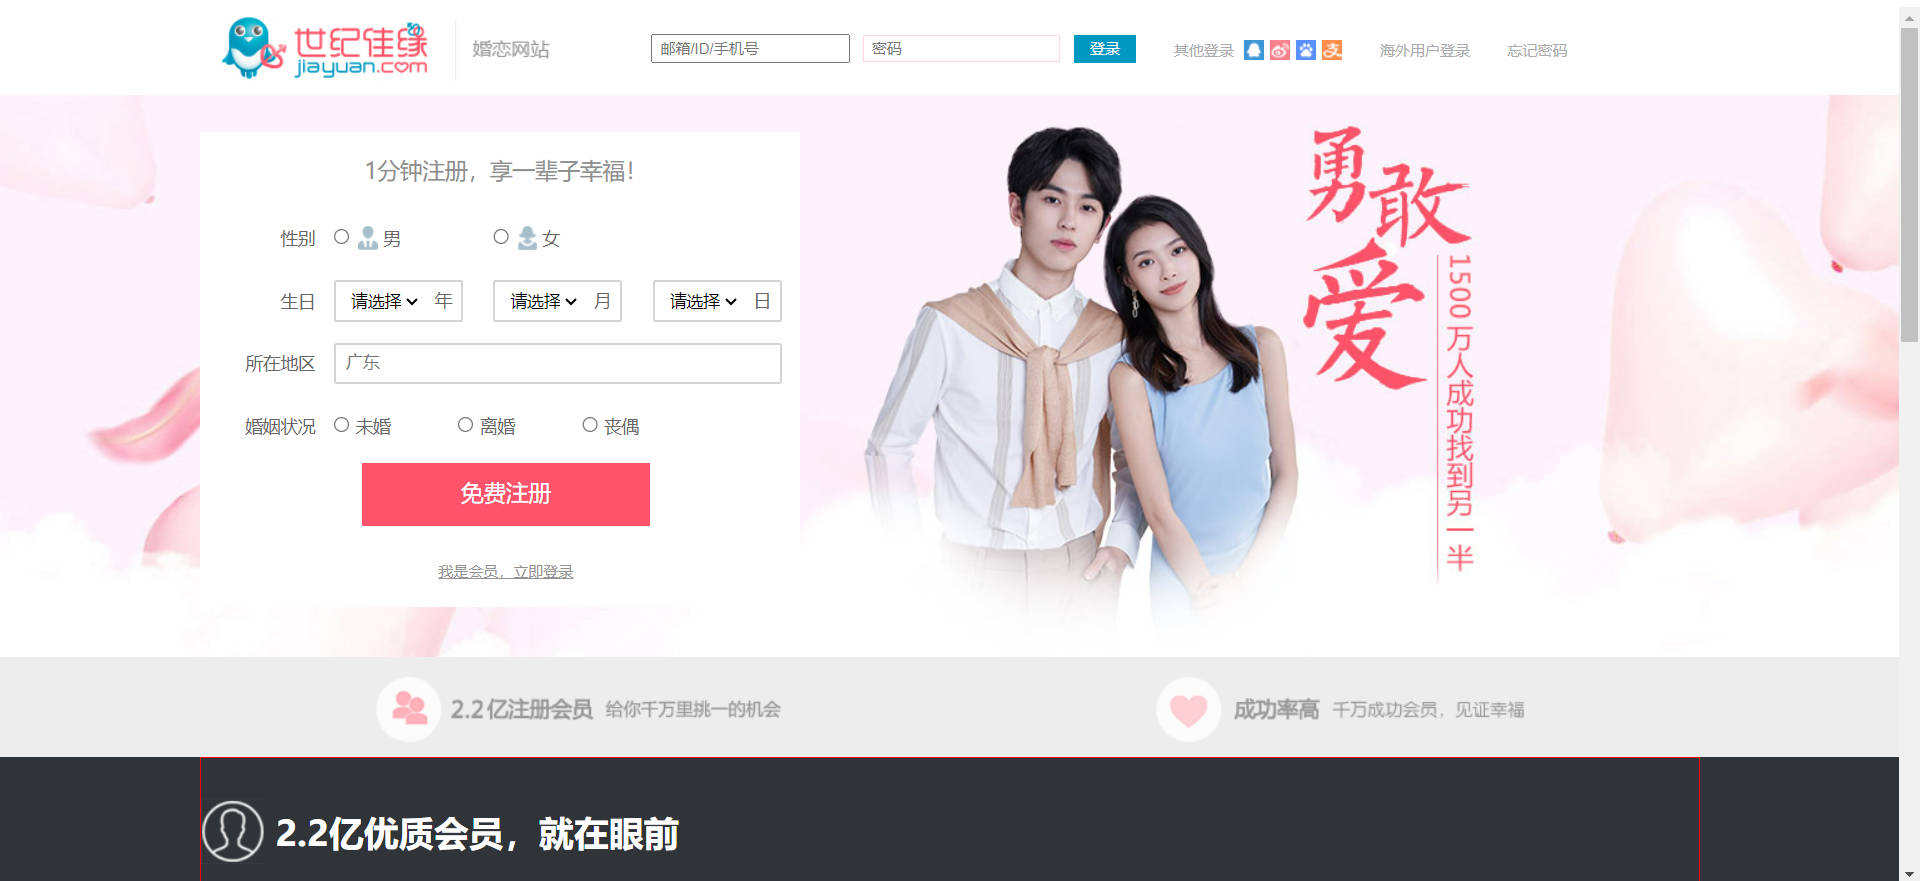 世纪佳缘
jiayuan.com
婚恋网站
邮箱/ID/手机号
密码
登录
其他登录
支
海外用户登录
忘记密码
1分钟注册，享一辈子幸福！
性别 男 女
生日 请选择 年 请选择 月 请选择 日
所在地区 广东
婚姻状况 未婚 离婚 丧偶
免费注册
我是会员，立即登录
勇敢爱
1500万人成功找到另一半
2.2亿注册会员 给你千万里挑一的机会
成功率高 千万成功会员，见证幸福
2.2亿优质会员，就在眼前